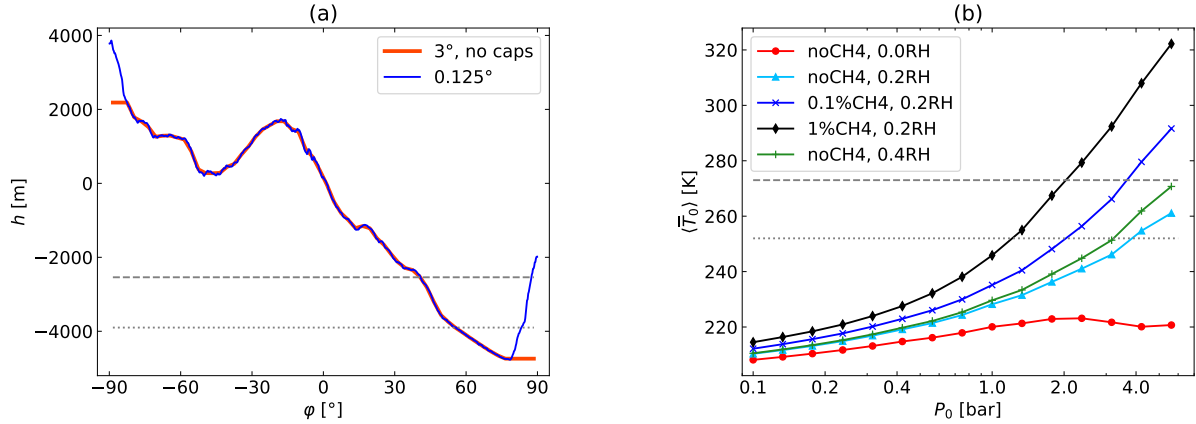 (a)
4000
2000
0
−2000
−4000
h [m]
−90
−60
−30
0
30
60
90
φ [°]
3°, no caps
0.125°
(b)
320
300
280
260
240
220
⟨T̅₀⟩ [K]
0.1
0.2
0.4
1.0
2.0
4.0
P₀ [bar]
noCH4, 0.0RH
noCH4, 0.2RH
0.1%CH4, 0.2RH
1%CH4, 0.2RH
noCH4, 0.4RH